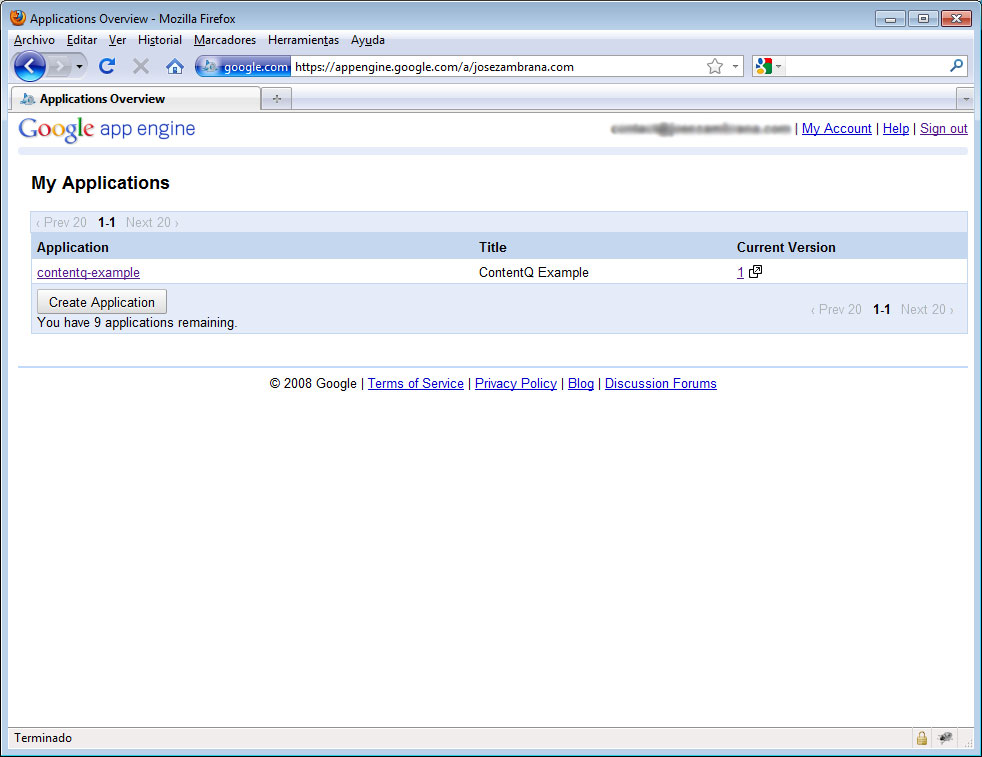 Applications Overview - Mozilla Firefox
Archivo Editar Ver Historial Marcadores Herramientas Ayuda
google.com https://appengine.google.com/a/josezambrana.com
Applications Overview
Google app engine | My Account | Help | Sign out
My Applications
‹ Prev 20 1-1 Next 20 ›
Application Title Current Version
contentq-example ContentQ Example 1
Create Application
You have 9 applications remaining.
‹ Prev 20 1-1 Next 20 ›
© 2008 Google | Terms of Service | Privacy Policy | Blog | Discussion Forums
Terminado